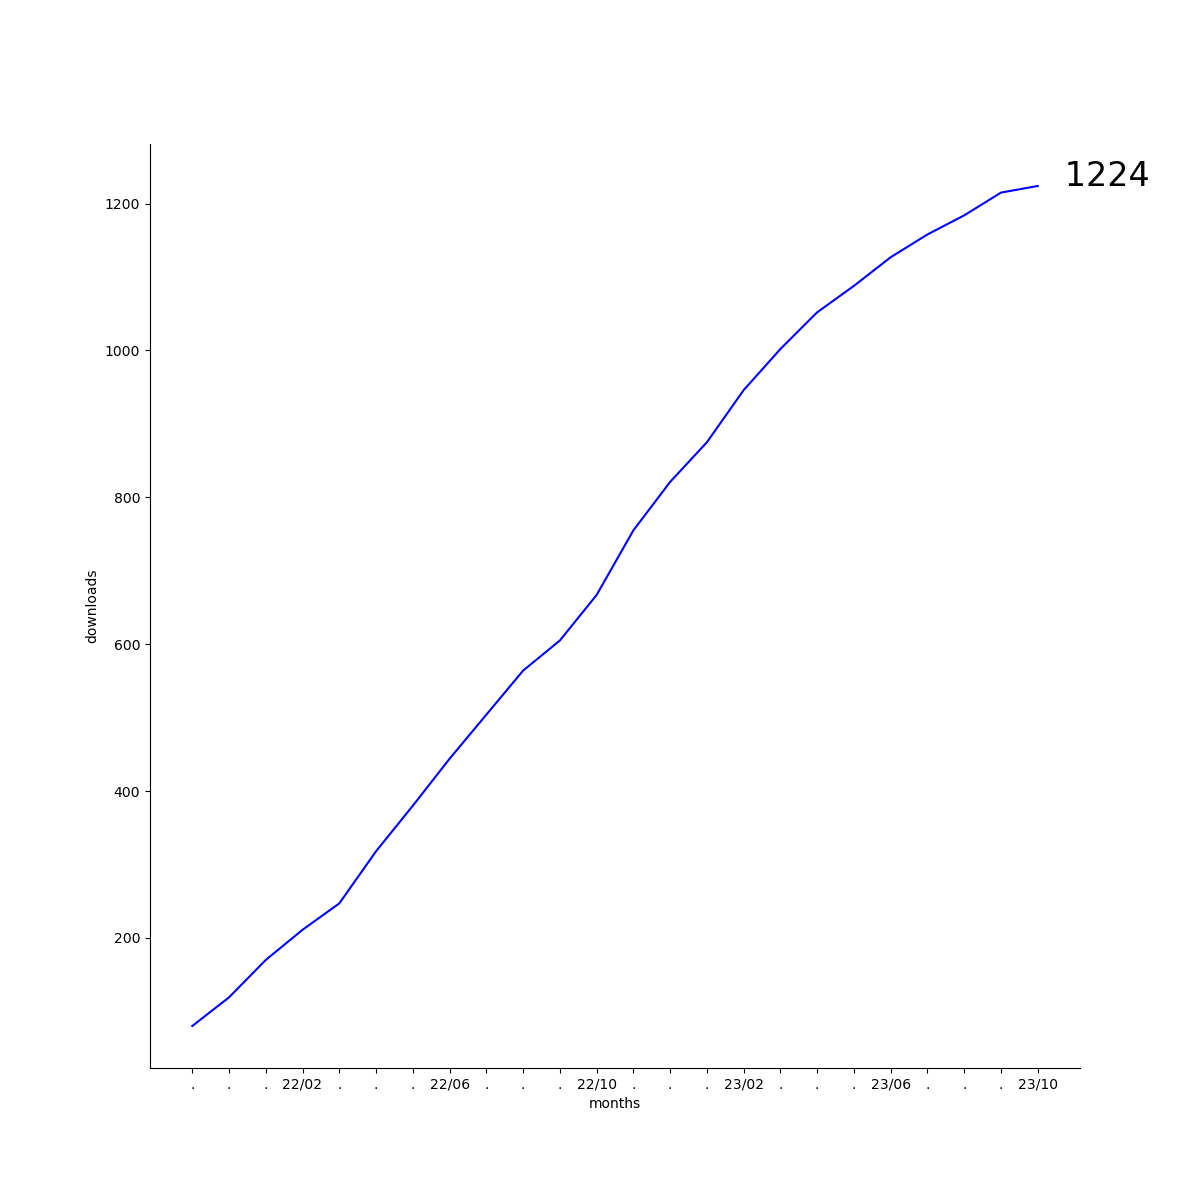 1224
1200
1000
800
600
400
200
downloads
. . . 22/02 . . . 22/06 . . . 22/10 . . . 23/02 . . . 23/06 . . . 23/10
months